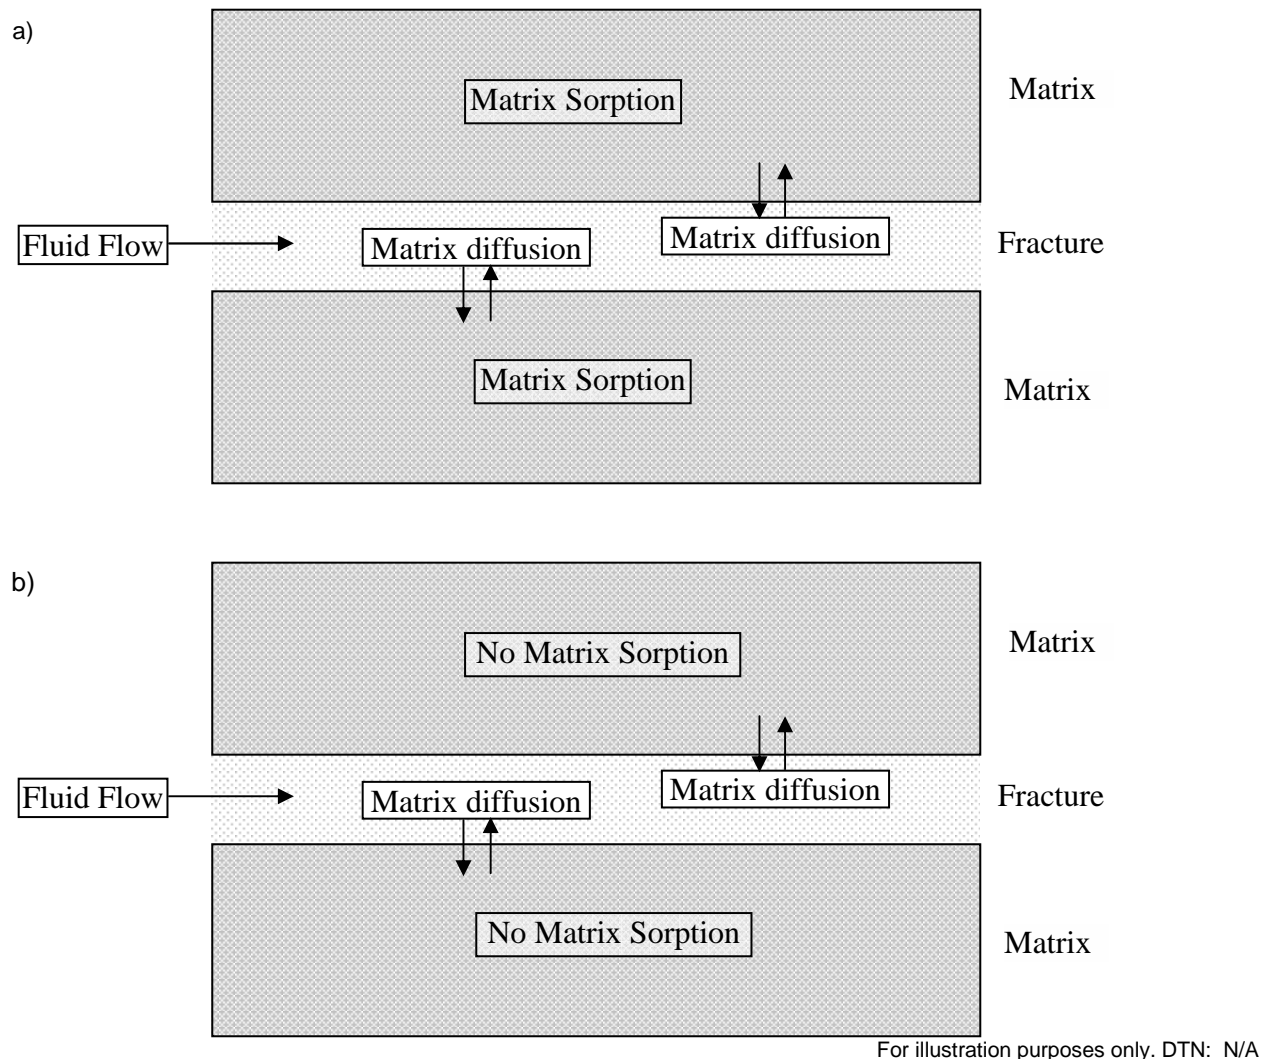 a)
Matrix Sorption
Matrix
Fluid Flow
Matrix diffusion
Matrix diffusion
Fracture
Matrix Sorption
Matrix
b)
No Matrix Sorption
Matrix
Fluid Flow
Matrix diffusion
Matrix diffusion
Fracture
No Matrix Sorption
Matrix
For illustration purposes only. DTN: N/A